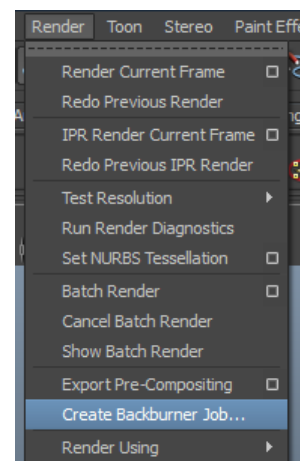 Render Toon Stereo Paint Eff
Render Current Frame
Redo Previous Render
IPR Render Current Frame
Redo Previous IPR Render
Test Resolution
Run Render Diagnostics
Set NURBS Tessellation
Batch Render
Cancel Batch Render
Show Batch Render
Export Pre-Compositing
Create Backburner Job...
Render Using